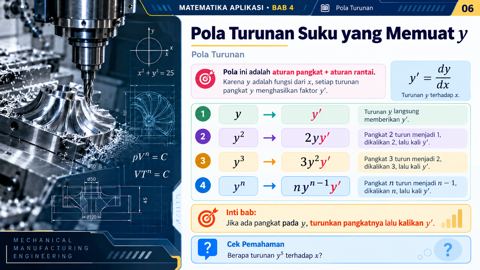 MATEMATIKA APLIKASI • BAB 4
Pola Turunan
06
Pola Turunan Suku yang Memuat y
Pola Turunan
Pola ini adalah aturan pangkat + aturan rantai.
Karena y adalah fungsi dari x, setiap turunan
pangkat y menghasilkan faktor y′.
y′ = dy/dx
Turunan y terhadap x.
1 y → y′
Turunan y langsung
memberikan y′.
2 y² → 2yy′
Pangkat 2 turun menjadi 1,
dikalikan 2, lalu kali y′.
3 y³ → 3y²y′
Pangkat 3 turun menjadi 2,
dikalikan 3, lalu kali y′.
4 yⁿ → nyⁿ⁻¹y′
Pangkat n turun menjadi n − 1,
dikalikan n, lalu kali y′.
Inti bab:
Jika ada pangkat pada y, turunkan pangkatnya lalu kalikan y′.
Cek Pemahaman
Berapa turunan y⁵ terhadap x?
x² + y² = 25
pVⁿ = C
VTⁿ = C
MECHANICAL
MANUFACTURING
ENGINEERING